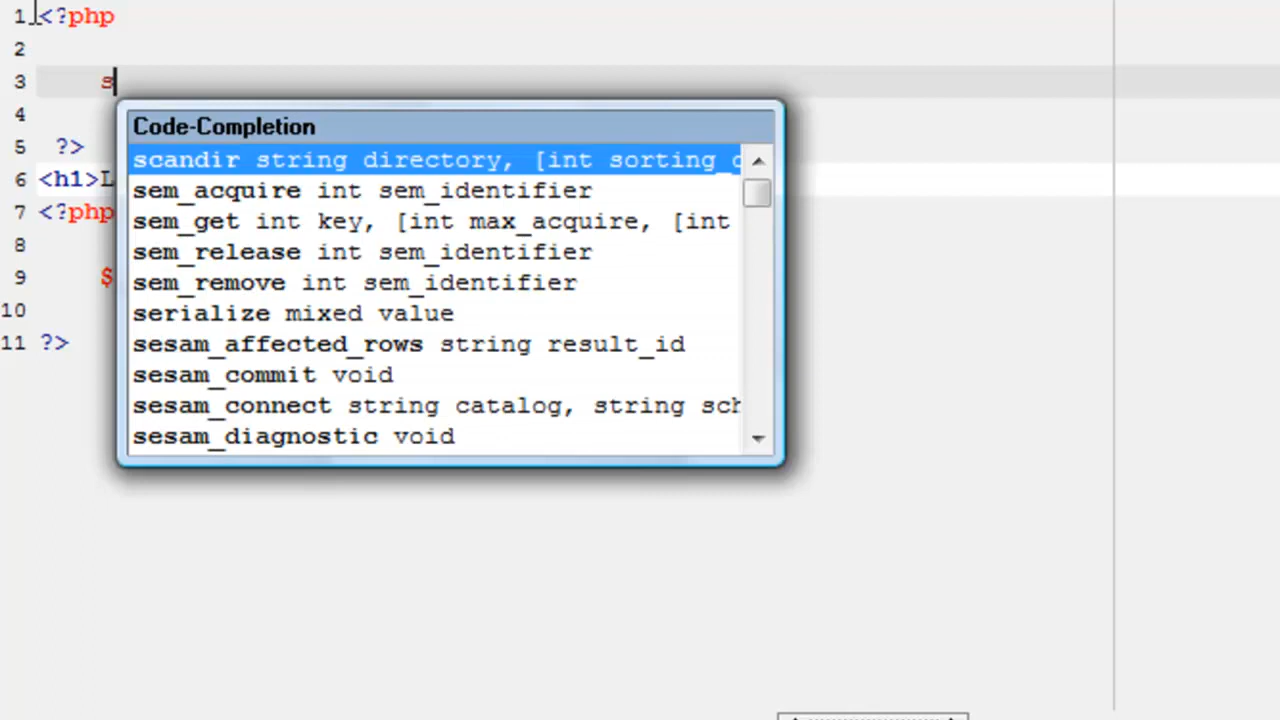 1 <?php
2
3 s
4
5 ?>
6 <h1>L
7 <?php
8
9 $
10
11 ?>
Code-Completion
scandir string directory, [int sorting_
sem_acquire int sem_identifier
sem_get int key, [int max_acquire, [int
sem_release int sem_identifier
sem_remove int sem_identifier
serialize mixed value
sesam_affected_rows string result_id
sesam_commit void
sesam_connect string catalog, string sch
sesam_diagnostic void